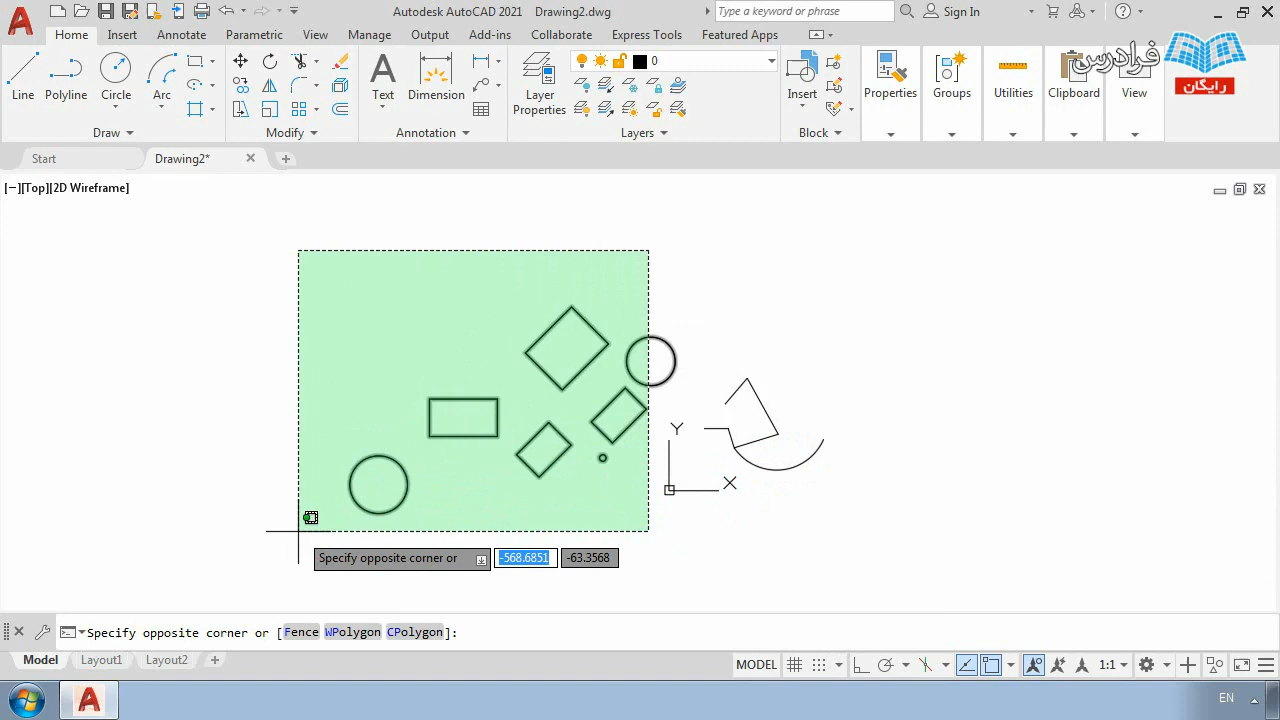 Autodesk AutoCAD 2021 Drawing2.dwg
Type a keyword or phrase
Sign In
Home Insert Annotate Parametric View Manage Output Add-ins Collaborate Express Tools Featured Apps
فرادرس
رایگان
0
Line Polyline Circle Arc
Text Dimension
Layer
Properties
Insert
Properties Groups Utilities Clipboard View
Draw Modify Annotation Layers Block
Start Drawing2*
[−][Top][2D Wireframe]
Y
X
Specify opposite corner or -568.6851 -63.3568
Specify opposite corner or [Fence WPolygon CPolygon]:
Model Layout1 Layout2
MODEL 1:1
EN